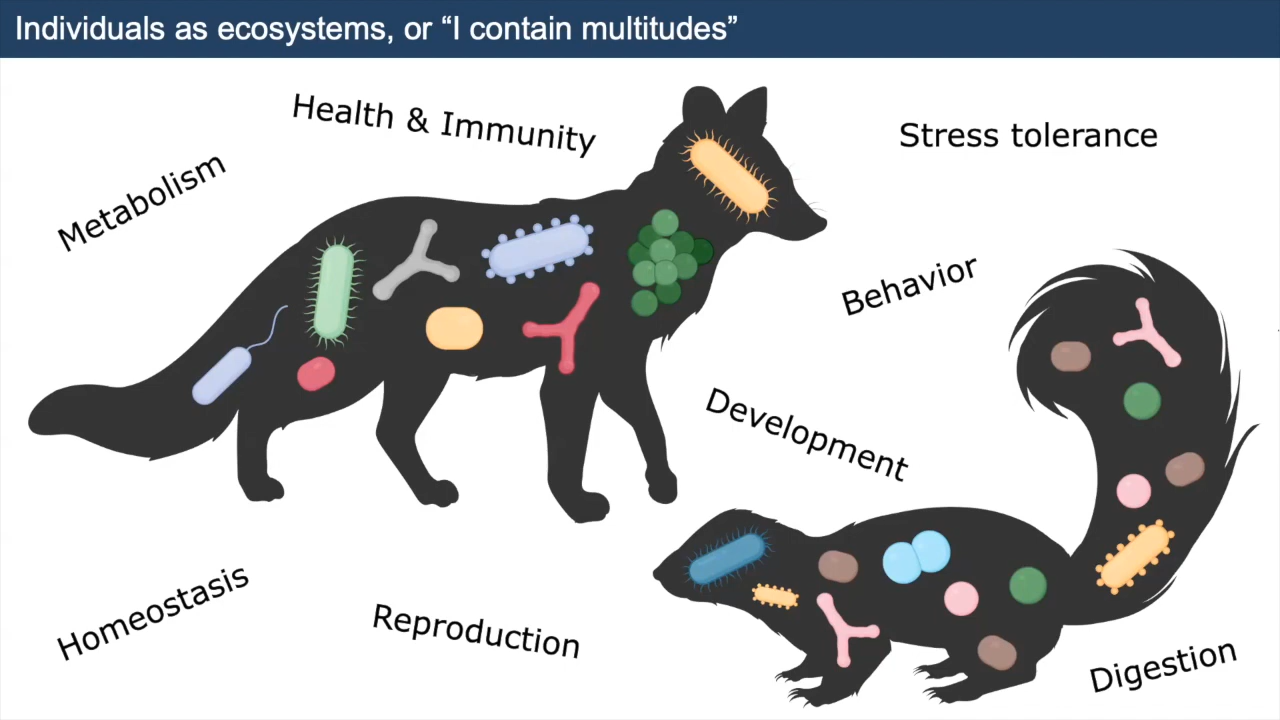 Individuals as ecosystems, or “I contain multitudes”
Health & Immunity
Stress tolerance
Metabolism
Behavior
Development
Homeostasis
Reproduction
Digestion